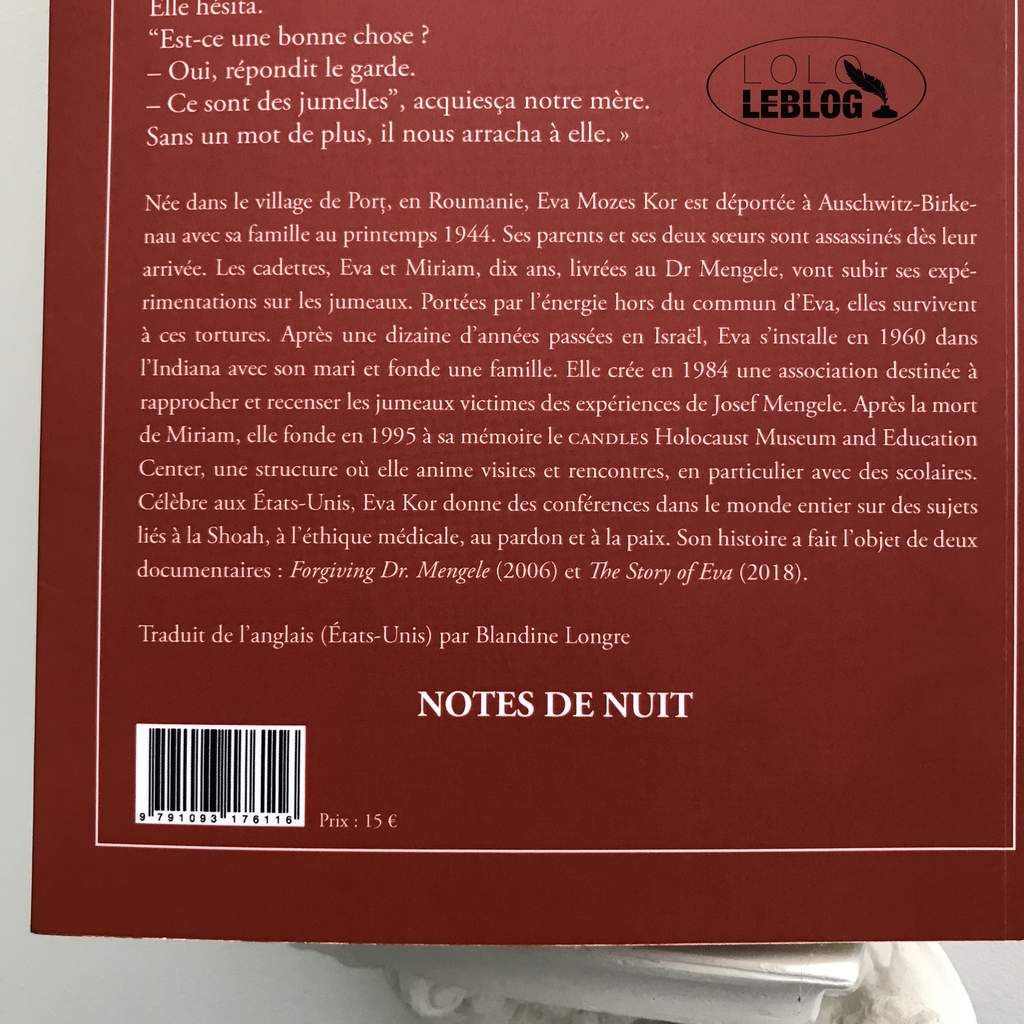 Elle hésita.
“Est-ce une bonne chose ?
– Oui, répondit le garde.
– Ce sont des jumelles”, acquiesça notre mère.
Sans un mot de plus, il nous arracha à elle. »
LOLO
LEBLOG
Née dans le village de Porț, en Roumanie, Eva Mozes Kor est déportée à Auschwitz-Birke-
nau avec sa famille au printemps 1944. Ses parents et ses deux sœurs sont assassinés dès leur
arrivée. Les cadettes, Eva et Miriam, dix ans, livrées au Dr Mengele, vont subir ses expé-
rimentations sur les jumeaux. Portées par l’énergie hors du commun d’Eva, elles survivent
à ces tortures. Après une dizaine d’années passées en Israël, Eva s’installe en 1960 dans
l’Indiana avec son mari et fonde une famille. Elle crée en 1984 une association destinée à
rapprocher et recenser les jumeaux victimes des expériences de Josef Mengele. Après la mort
de Miriam, elle fonde en 1995 à sa mémoire le CANDLES Holocaust Museum and Education
Center, une structure où elle anime visites et rencontres, en particulier avec des scolaires.
Célèbre aux États-Unis, Eva Kor donne des conférences dans le monde entier sur des sujets
liés à la Shoah, à l’éthique médicale, au pardon et à la paix. Son histoire a fait l’objet de deux
documentaires : Forgiving Dr. Mengele (2006) et The Story of Eva (2018).
Traduit de l’anglais (États-Unis) par Blandine Longre
NOTES DE NUIT
9 791093 176116
Prix : 15 €